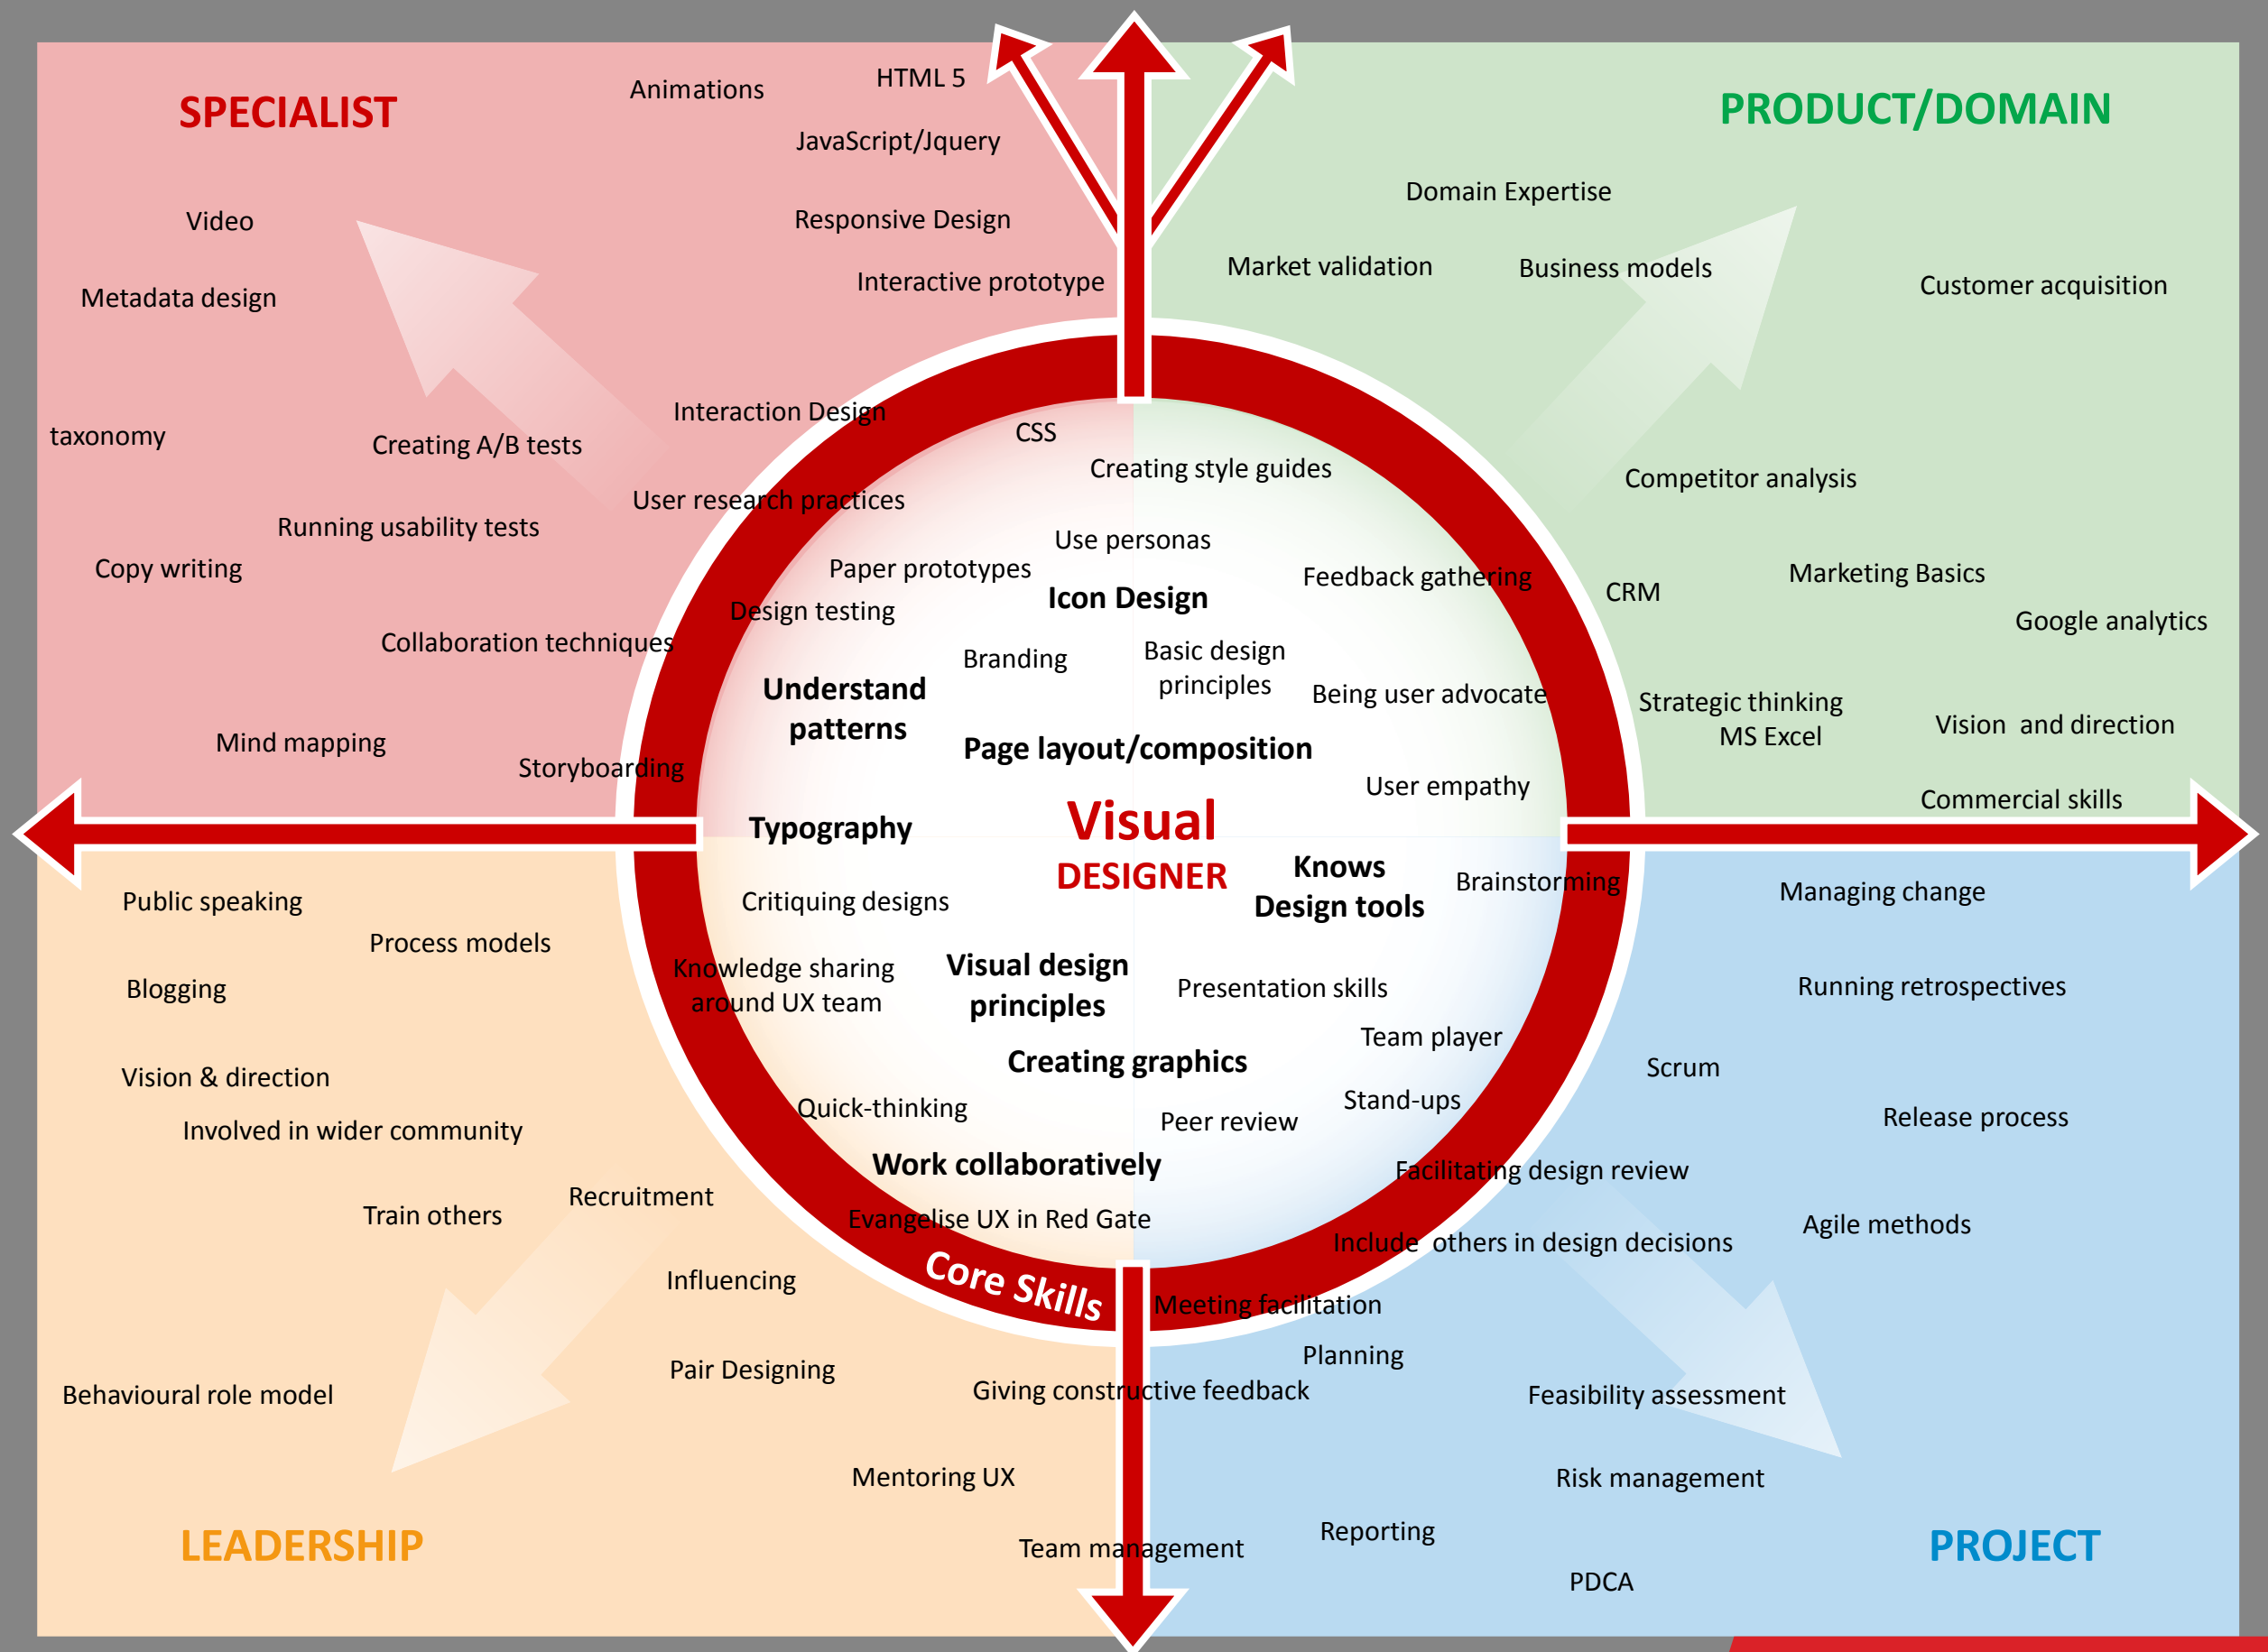 SPECIALIST
Animations
HTML 5
JavaScript/Jquery
Video
Responsive Design
Metadata design
Interactive prototype
Interaction Design
taxonomy
Creating A/B tests
User research practices
Running usability tests
Copy writing
Collaboration techniques
Mind mapping
Storyboarding
PRODUCT/DOMAIN
Domain Expertise
Market validation
Business models
Customer acquisition
Competitor analysis
Marketing Basics
CRM
Google analytics
Strategic thinking
MS Excel
Vision  and direction
Commercial skills
CSS
Creating style guides
Use personas
Paper prototypes
Feedback gathering
Icon Design
Design testing
Branding
Basic design
principles
Understand
patterns
Being user advocate
Page layout/composition
User empathy
Typography
Visual
DESIGNER
Knows
Design tools
Brainstorming
Critiquing designs
Knowledge sharing
around UX team
Visual design
principles
Presentation skills
Team player
Creating graphics
Quick-thinking
Peer review
Stand-ups
Work collaboratively
Facilitating design review
Evangelise UX in Red Gate
Include  others in design decisions
Core Skills
Meeting facilitation
Public speaking
Process models
Blogging
Vision & direction
Involved in wider community
Recruitment
Train others
Influencing
Pair Designing
Behavioural role model
Giving constructive feedback
Mentoring UX
LEADERSHIP
Team management
Managing change
Running retrospectives
Scrum
Release process
Agile methods
Planning
Feasibility assessment
Risk management
Reporting
PROJECT
PDCA